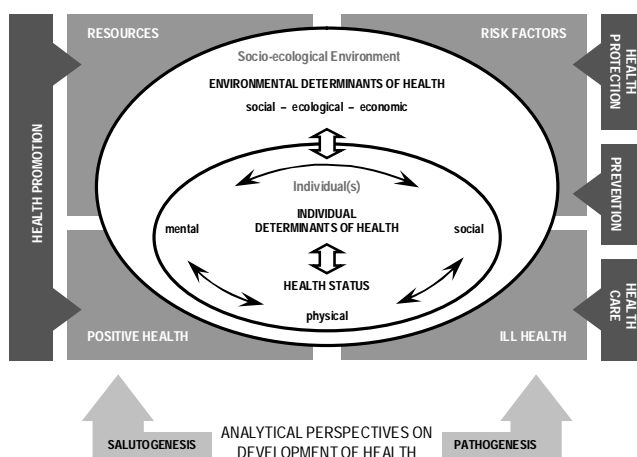 RESOURCES
RISK FACTORS
HEALTH
PROTECTION
Socio-ecological Environment
ENVIRONMENTAL DETERMINANTS OF HEALTH
social – ecological – economic
HEALTH PROMOTION
PREVENTION
Individual(s)
INDIVIDUAL
DETERMINANTS OF HEALTH
mental
social
HEALTH STATUS
physical
HEALTH
CARE
POSITIVE HEALTH
ILL HEALTH
SALUTOGENESIS
ANALYTICAL PERSPECTIVES ON
DEVELOPMENT OF HEALTH
PATHOGENESIS